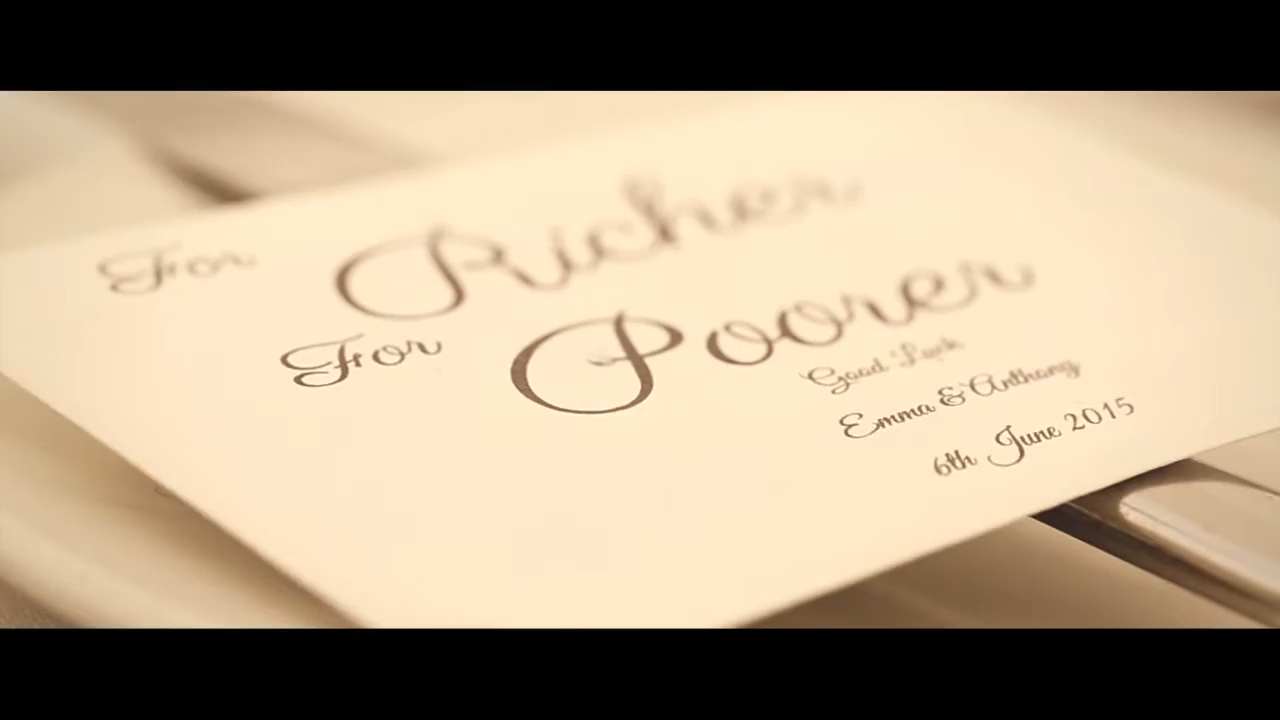 For Richer
For Poorer
Good Luck
Emma & Anthony
6th June 2015